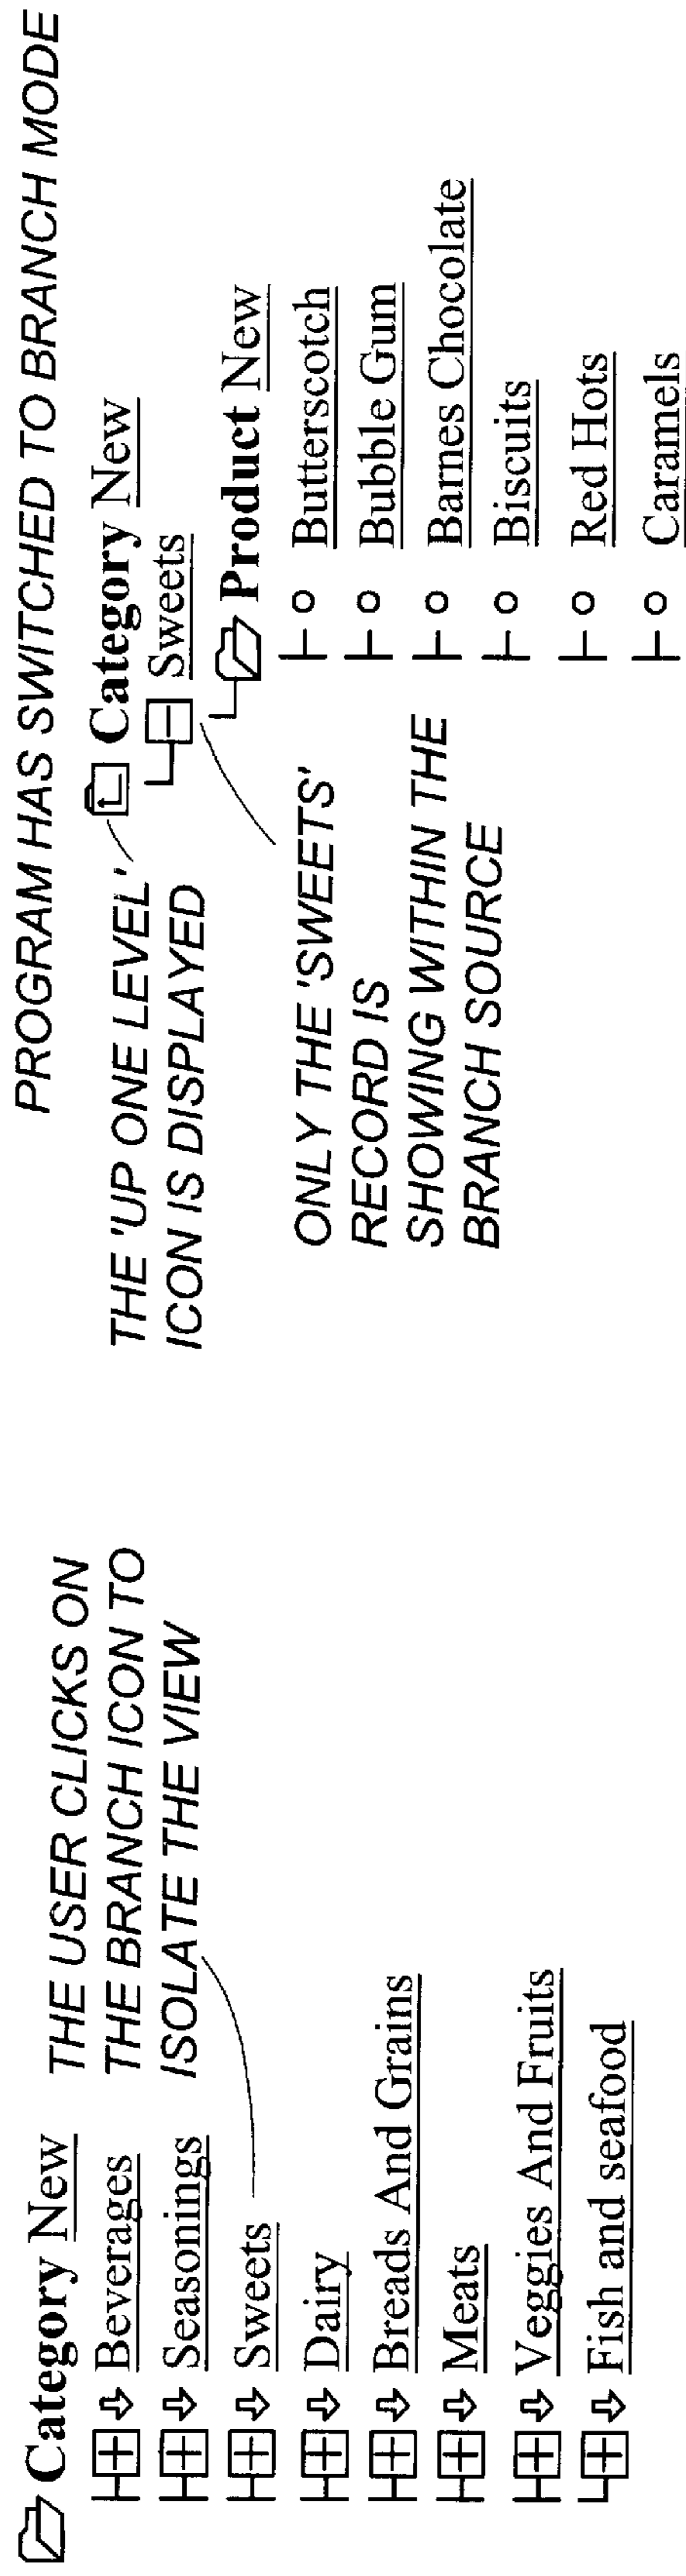 Category New
THE USER CLICKS ON
THE BRANCH ICON TO
ISOLATE THE VIEW
Beverages
Seasonings
Sweets
Dairy
Breads And Grains
Meats
Veggies And Fruits
Fish and seafood
PROGRAM HAS SWITCHED TO BRANCH MODE
THE 'UP ONE LEVEL'
ICON IS DISPLAYED
Category New
Sweets
Product New
ONLY THE 'SWEETS'
RECORD IS
SHOWING WITHIN THE
BRANCH SOURCE
Butterscotch
Bubble Gum
Barnes Chocolate
Biscuits
Red Hots
Caramels